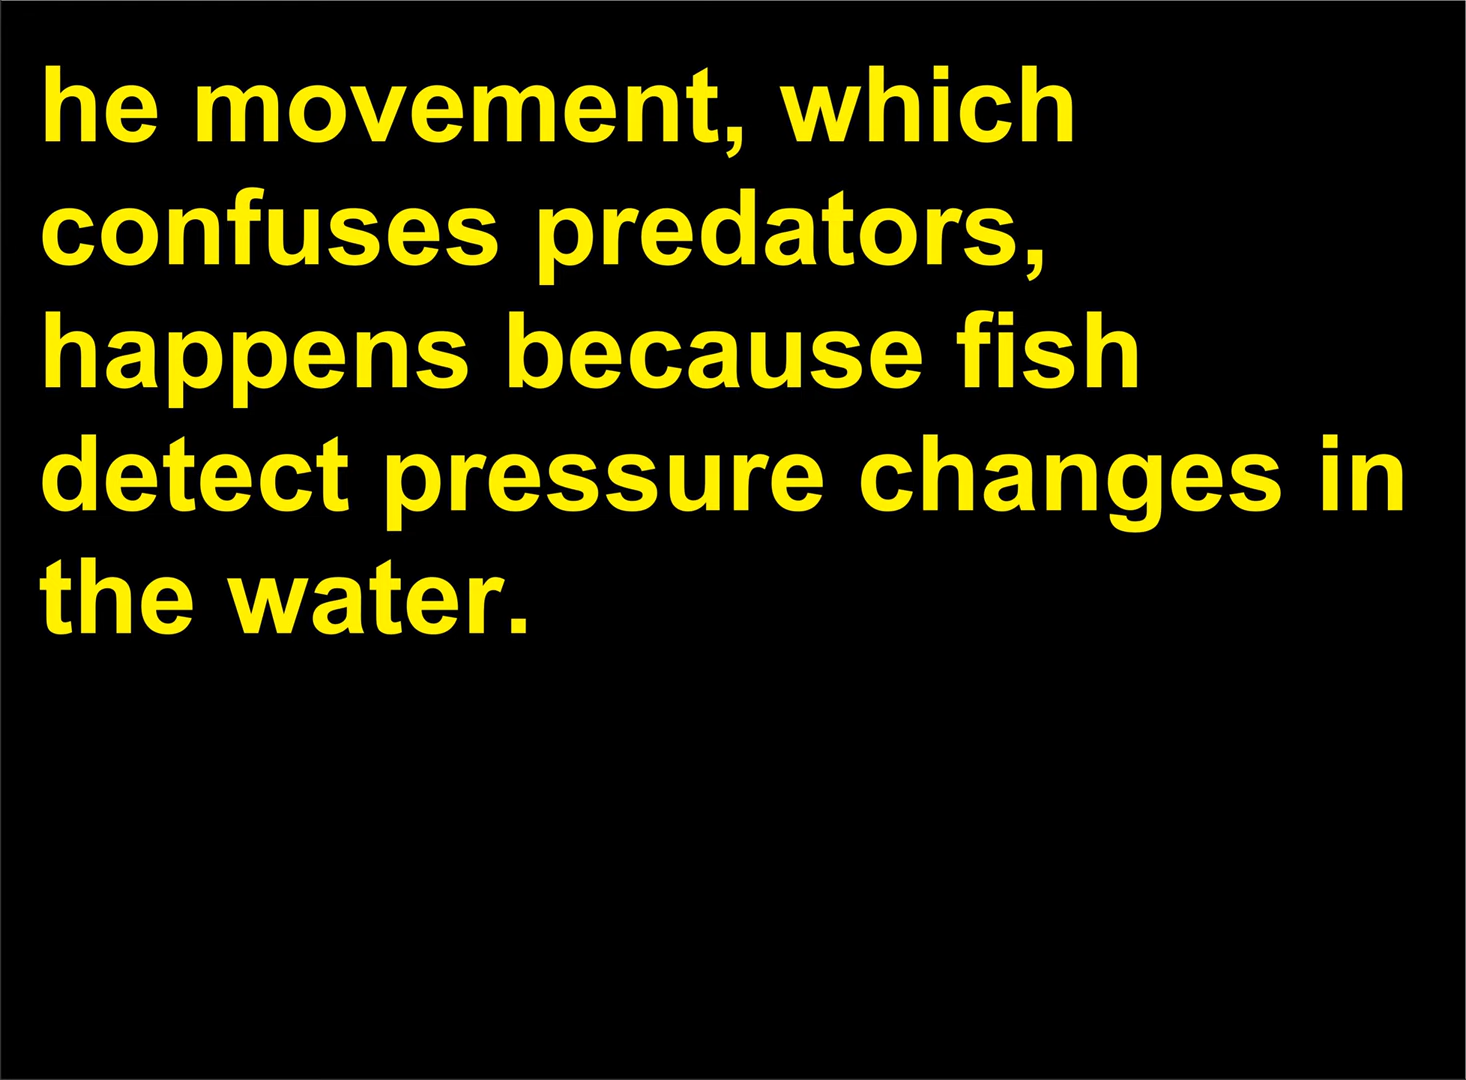 he movement, which
confuses predators,
happens because fish
detect pressure changes in
the water.